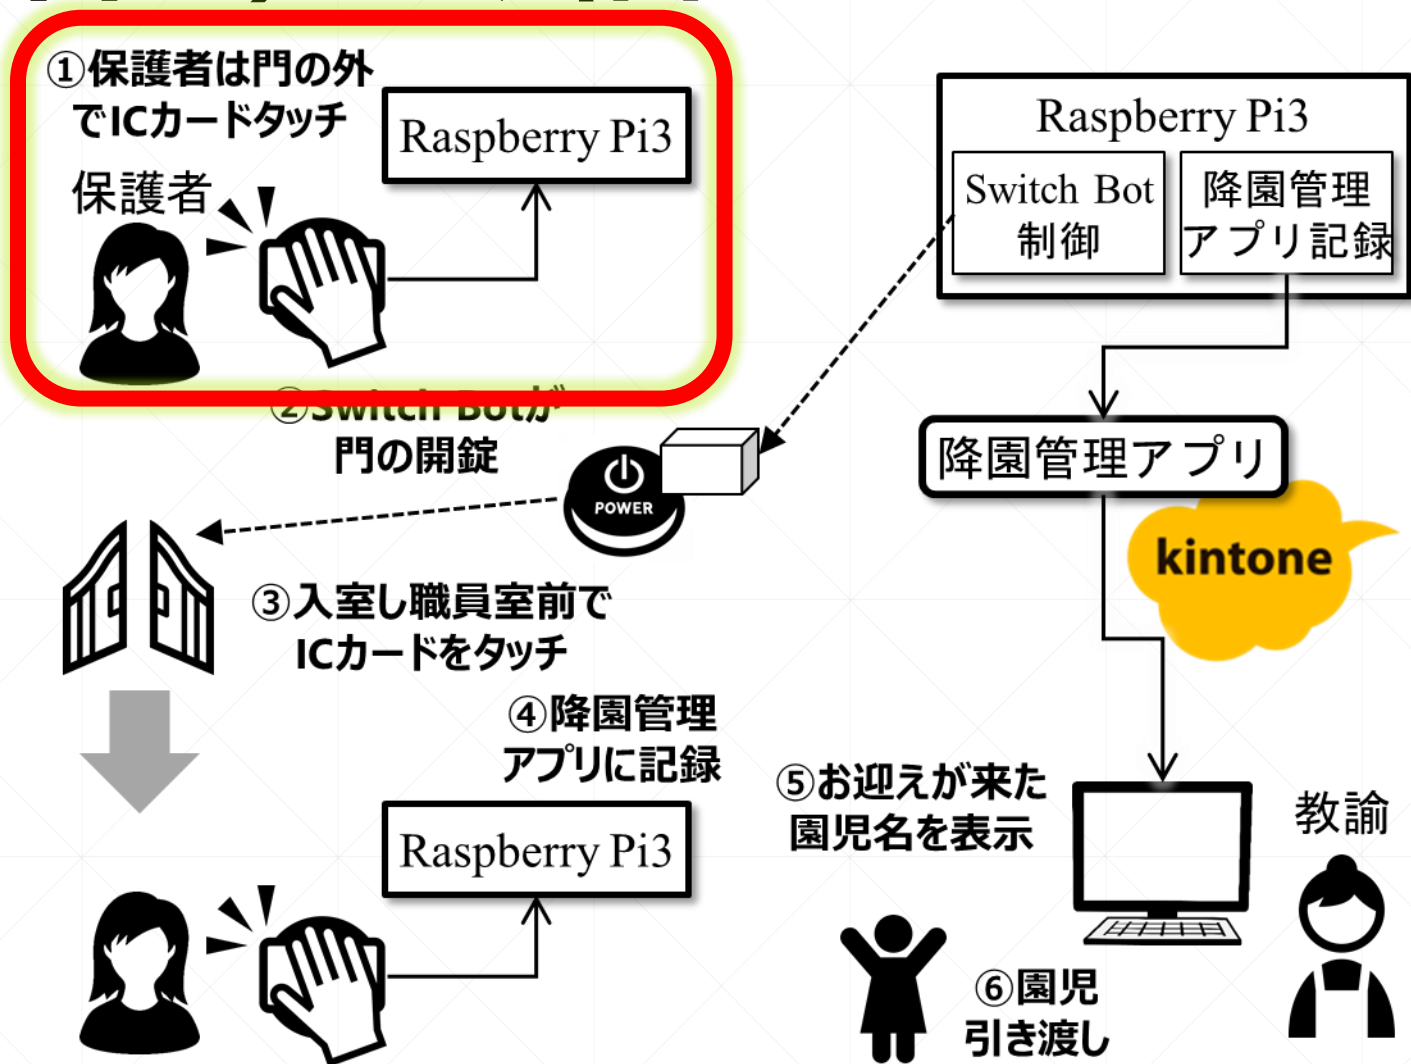 ①保護者は門の外
でICカードタッチ
保護者
Raspberry Pi3
Raspberry Pi3
Switch Bot
制御
降園管理
アプリ記録
②Switch Botが
門の開錠
POWER
降園管理アプリ
kintone
③入室し職員室前で
ICカードをタッチ
④降園管理
アプリに記録
Raspberry Pi3
⑤お迎えが来た
園児名を表示
教諭
⑥園児
引き渡し